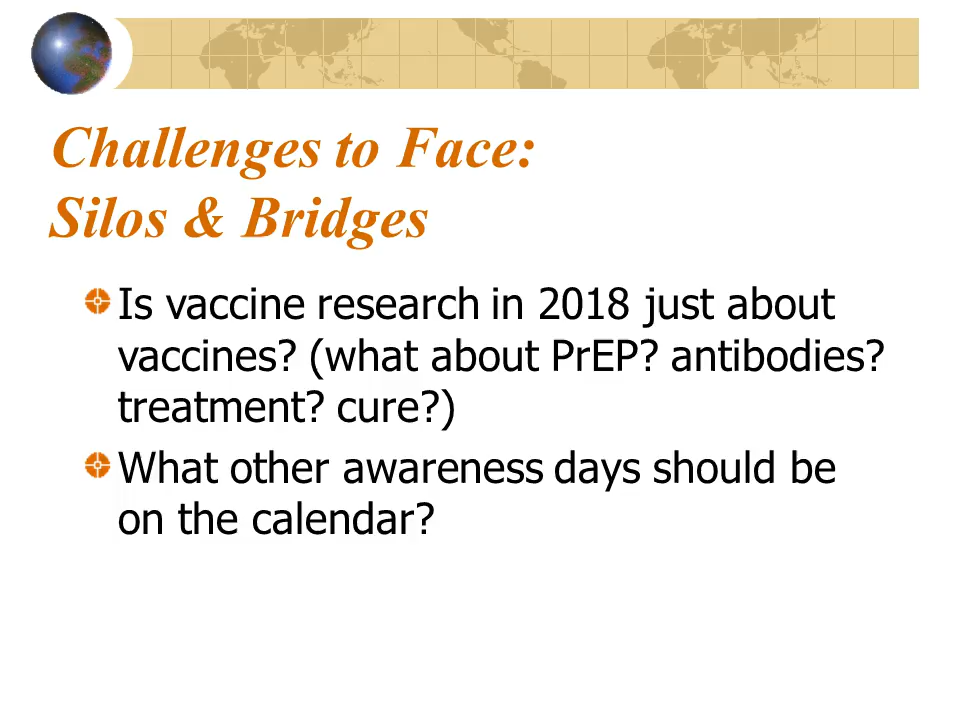 Challenges to Face:
Silos & Bridges
Is vaccine research in 2018 just about
vaccines? (what about PrEP? antibodies?
treatment? cure?)
What other awareness days should be
on the calendar?